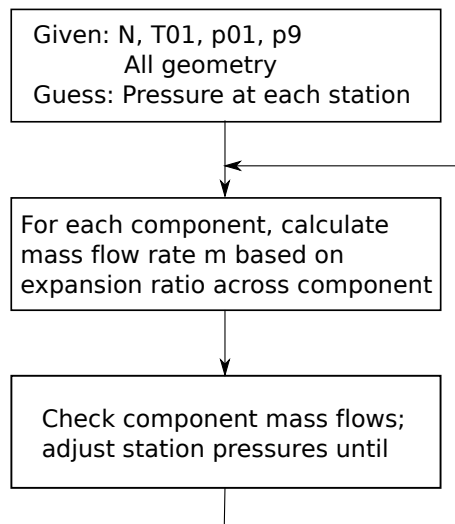 Given: N, T01, p01, p9
All geometry
Guess: Pressure at each station
For each component, calculate
mass flow rate m based on
expansion ratio across component
Check component mass flows;
adjust station pressures until